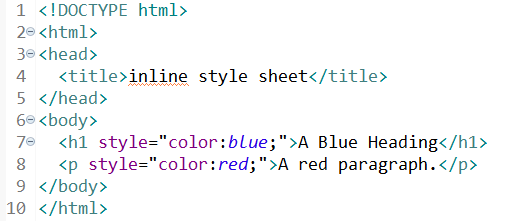 1 <!DOCTYPE html>
2 <html>
3 <head>
4   <title>inline style sheet</title>
5 </head>
6 <body>
7   <h1 style="color:blue;">A Blue Heading</h1>
8   <p style="color:red;">A red paragraph.</p>
9 </body>
10 </html>